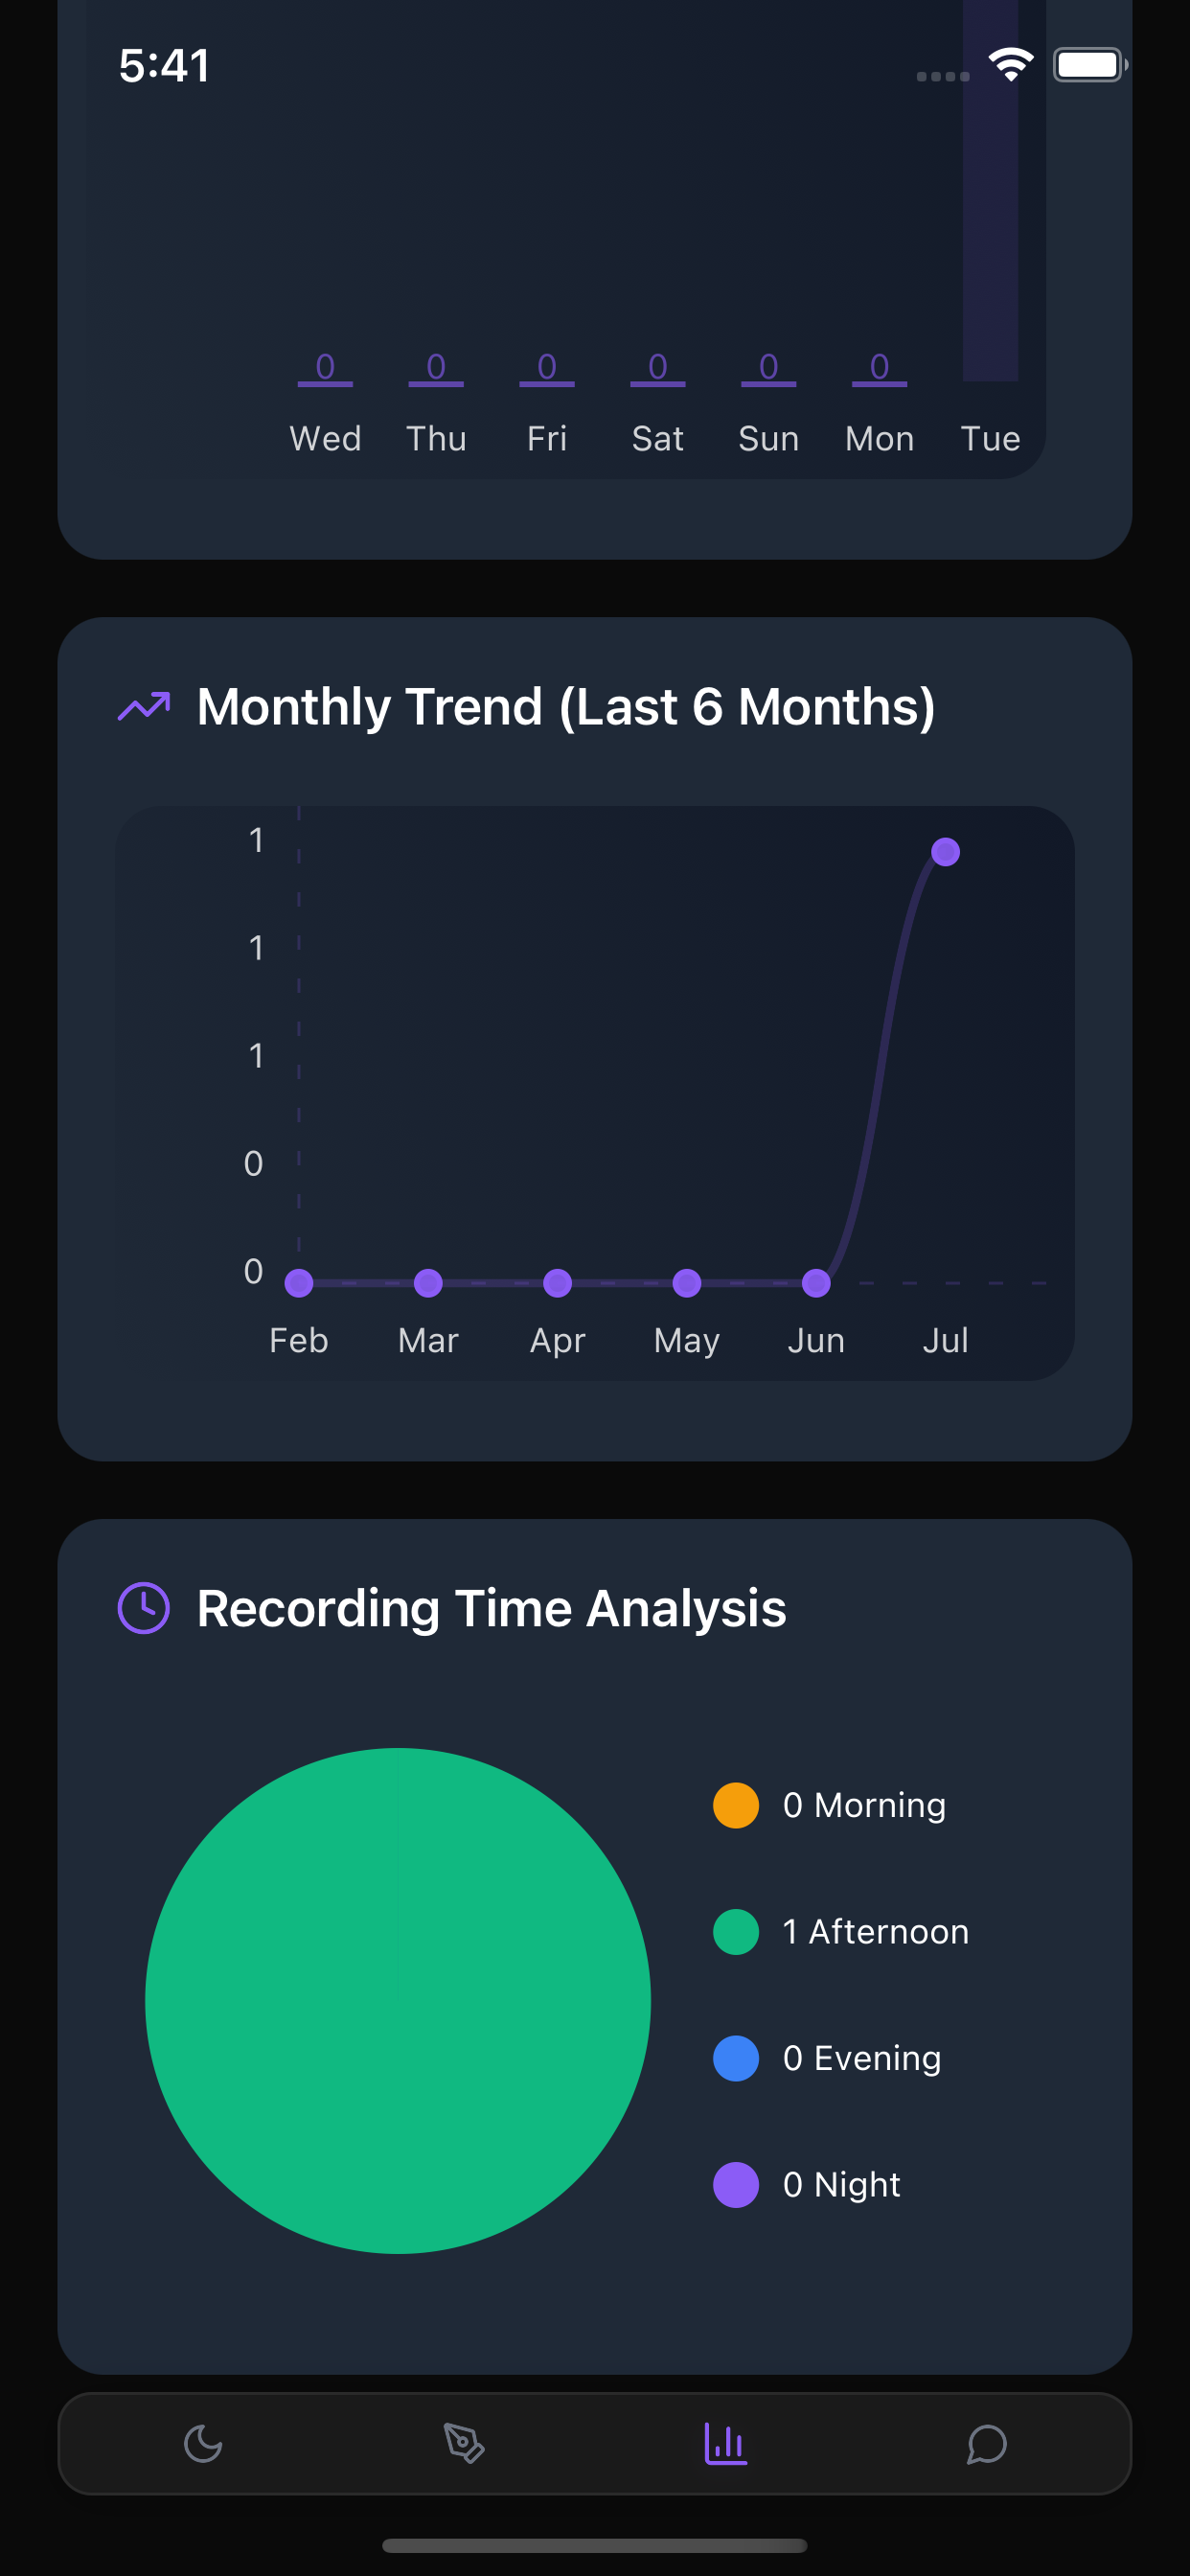 5:41
0 0 0 0 0 0
Wed Thu Fri Sat Sun Mon Tue
Monthly Trend (Last 6 Months)
1
1
1
0
0
Feb Mar Apr May Jun Jul
Recording Time Analysis
0 Morning
1 Afternoon
0 Evening
0 Night